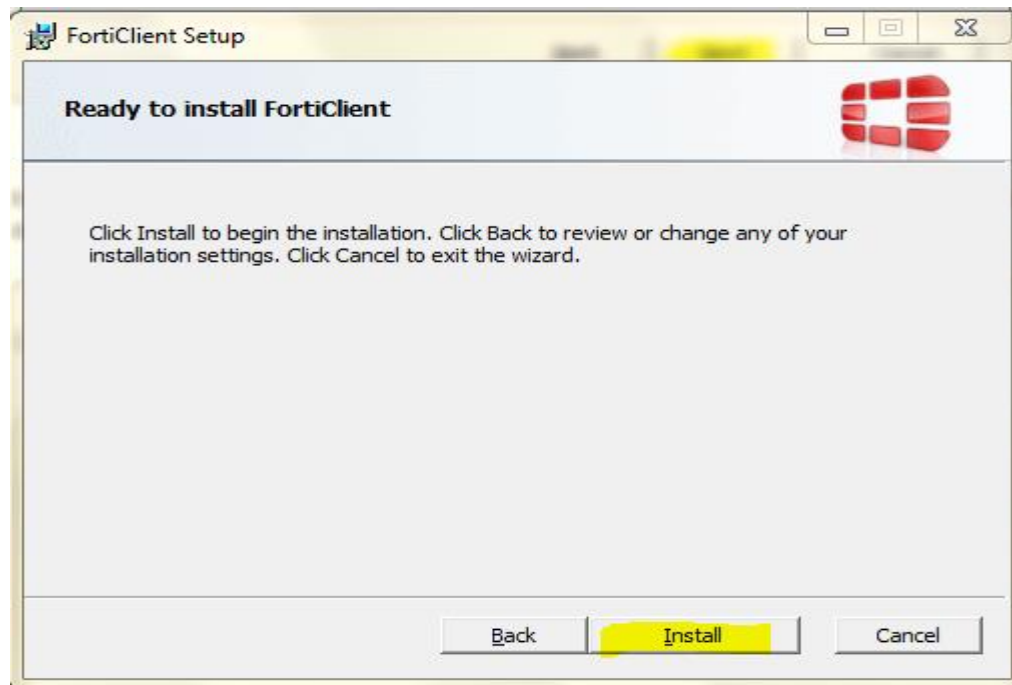 FortiClient Setup
Ready to install FortiClient
Click Install to begin the installation. Click Back to review or change any of your
installation settings. Click Cancel to exit the wizard.
Back Install Cancel